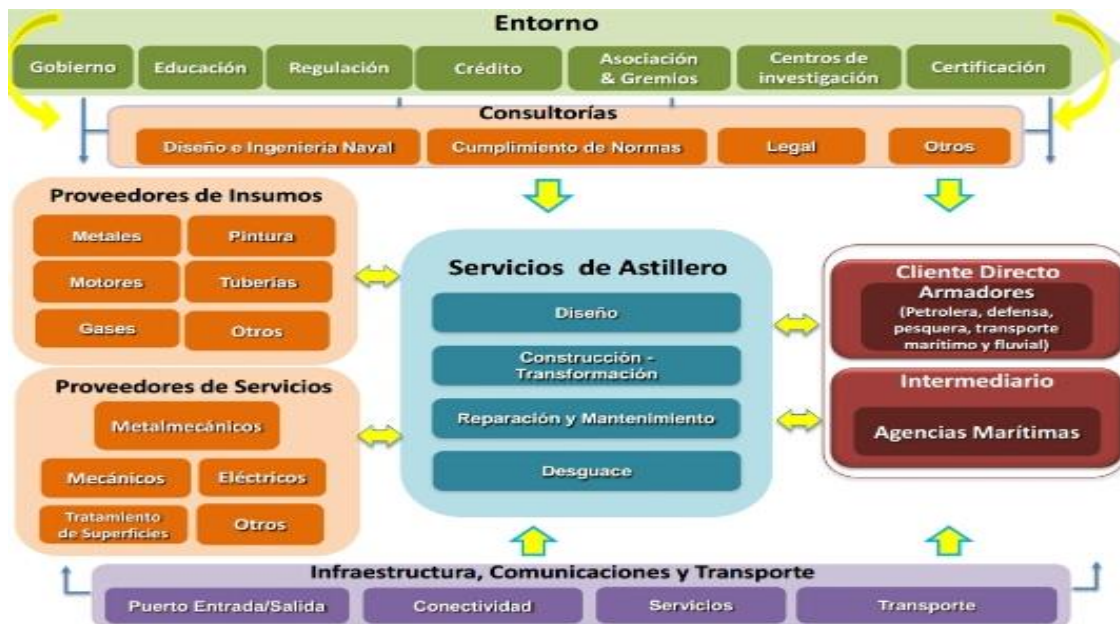 Entorno
Gobierno
Educación
Regulación
Crédito
Asociación
& Gremios
Centros de
investigación
Certificación
Consultorías
Diseño e Ingenieria Naval
Cumplimiento de Normas
Legal
Otros
Proveedores de Insumos
Metales
Pintura
Motores
Tuberías
Gases
Otros
Proveedores de Servicios
Metalmecánicos
Mecánicos
Eléctricos
Tratamiento
de Superficies
Otros
Servicios de Astillero
Diseño
Construcción -
Transformación
Reparación y Mantenimiento
Desguace
Cliente Directo
Armadores
(Petrolera, defensa,
pesquera, transporte
marítimo y fluvial)
Intermediario
Agencias Marítimas
Infraestructura, Comunicaciones y Transporte
Puerto Entrada/Salida
Conectividad
Servicios
Transporte